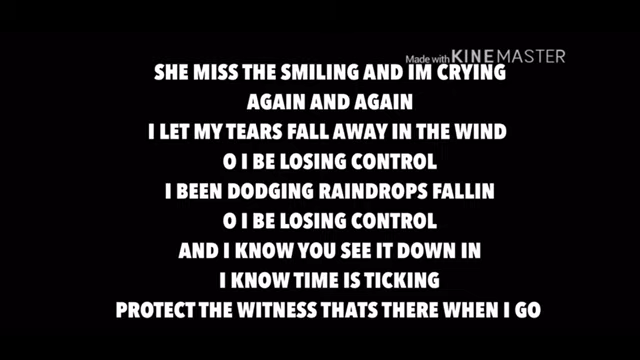 Made with KINEMASTER
SHE MISS THE SMILING AND IM CRYING
AGAIN AND AGAIN
I LET MY TEARS FALL AWAY IN THE WIND
O I BE LOSING CONTROL
I BEEN DODGING RAINDROPS FALLIN
O I BE LOSING CONTROL
AND I KNOW YOU SEE IT DOWN IN
I KNOW TIME IS TICKING
PROTECT THE WITNESS THATS THERE WHEN I GO